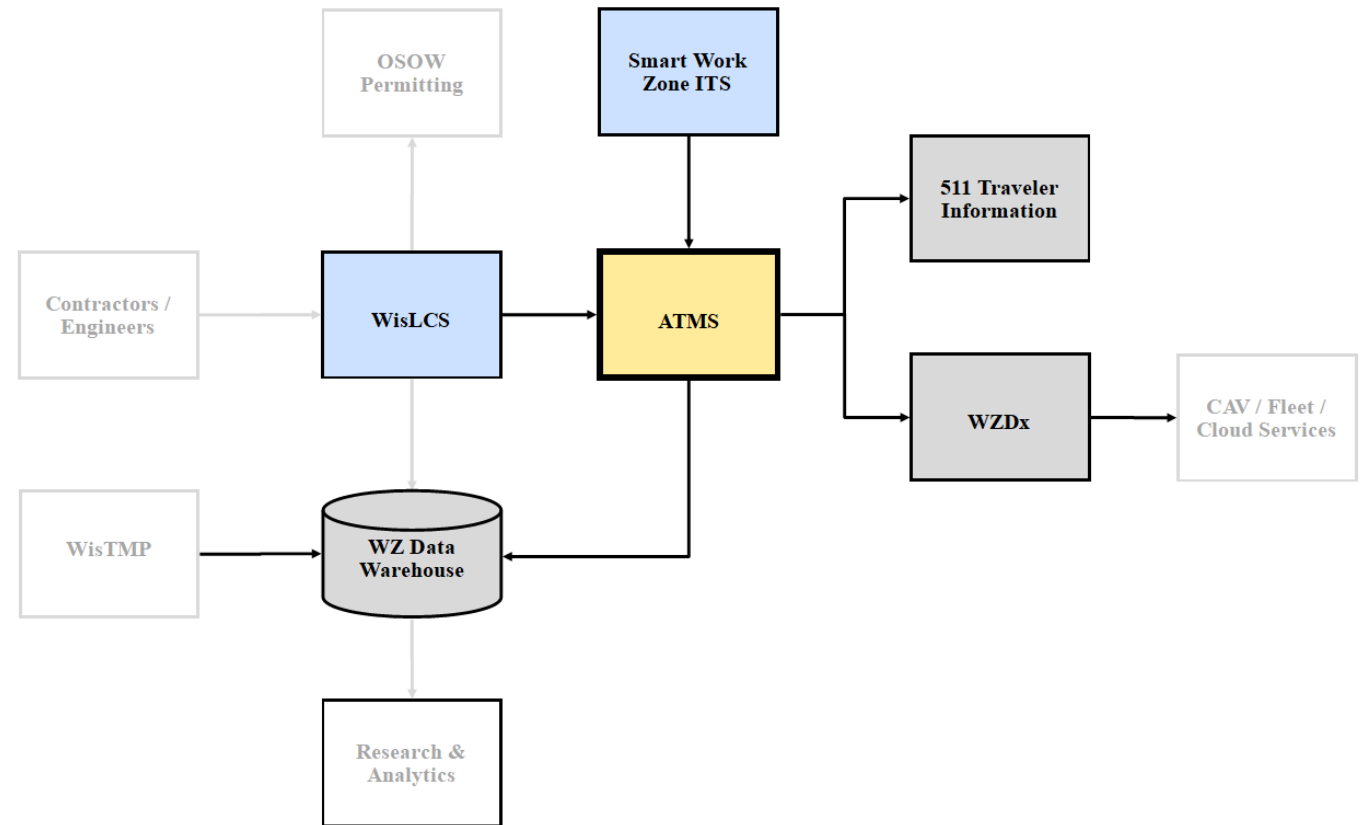 OSOW
Permitting
Smart Work
Zone ITS
511 Traveler
Information
Contractors /
Engineers
WisLCS
ATMS
WZDx
CAV / Fleet /
Cloud Services
WisTMP
WZ Data
Warehouse
Research &
Analytics